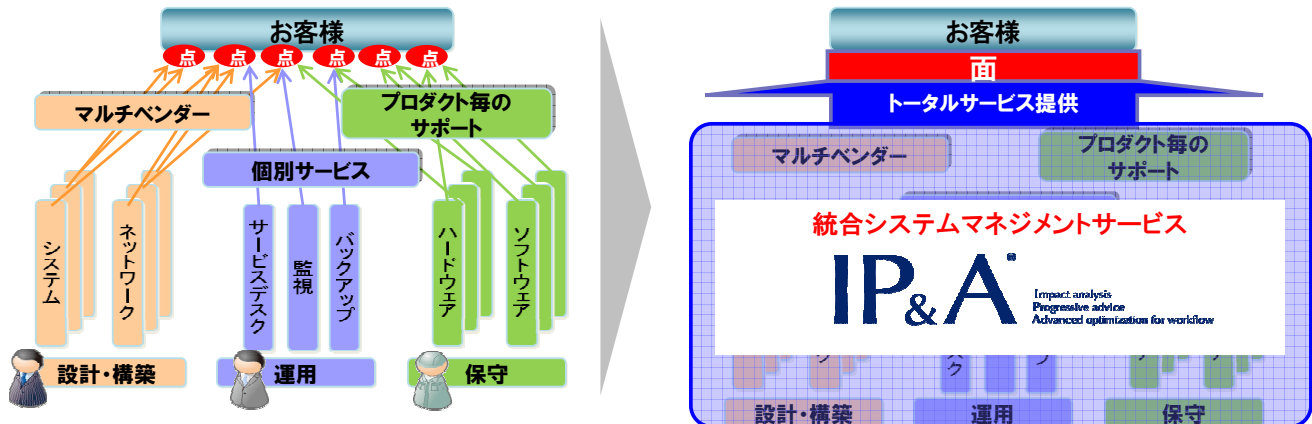 お客様
点 点 点 点 点 点
マルチベンダー
プロダクト毎の
サポート
個別サービス
システム
ネットワーク
サービスデスク
監視
バックアップ
ハードウェア
ソフトウェア
設計・構築
運用
保守
お客様
面
トータルサービス提供
マルチベンダー
プロダクト毎の
サポート
統合システムマネジメントサービス
IP&A®
Impact analysis
Progressive advice
Advanced optimization for workflow
設計・構築
運用
保守